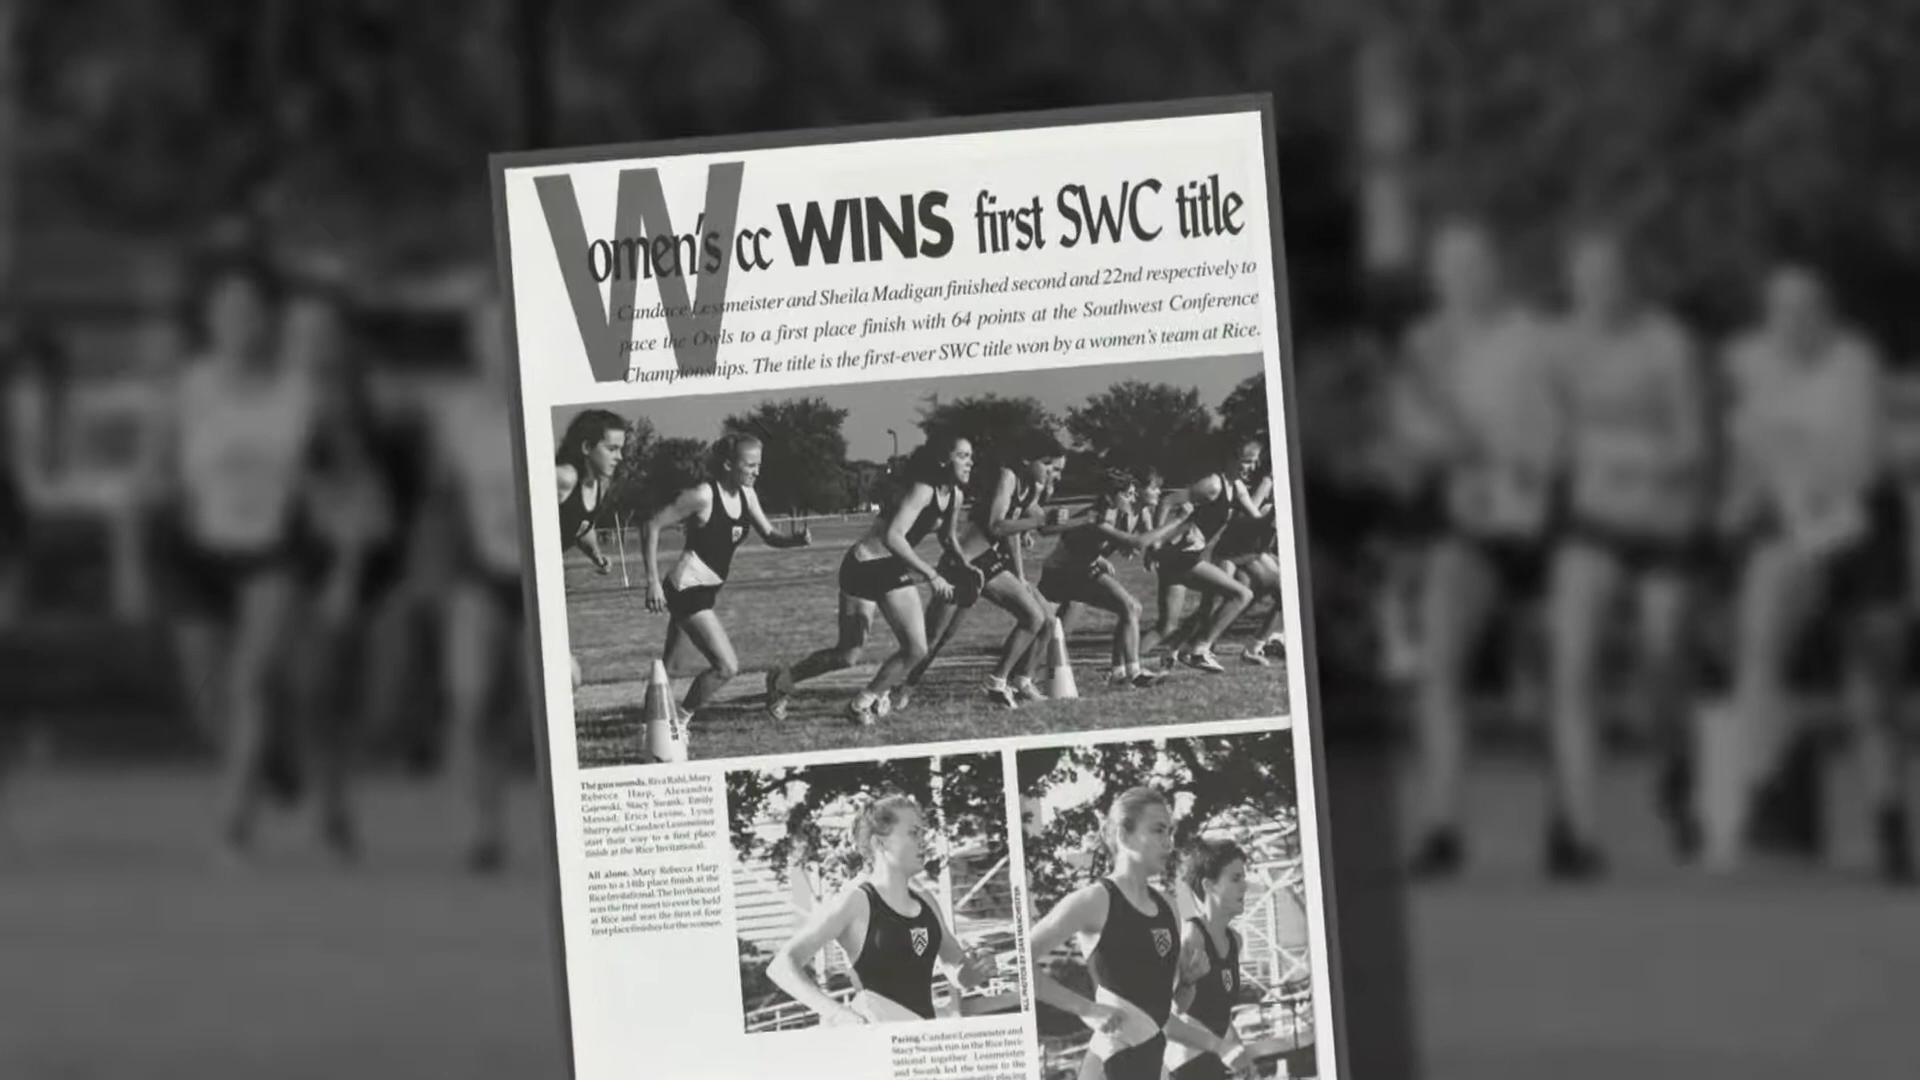 Women's cc WINS first SWC title
Candace Lessmeister and Sheila Madigan finished second and 22nd respectively to
pace the Owls to a first place finish with 64 points at the Southwest Conference
Championships. The title is the first-ever SWC title won by a women's team at Rice.
The gun sounds. Riva Rahl, Mary
Rebecca Harp, Alexandra
Gajewski, Stacy Swank, Emily
Massad, Erica Levine, Lynn
Sherry and Candace Lessmeister
start their way to a first place
finish at the Rice Invitational.
All alone. Mary Rebecca Harp
runs to a 14th place finish at the
Rice Invitational. The Invitational
was the first meet to ever be held
at Rice and was the first of four
first place finishes for the women.
ALL PHOTOS BY DAN MANCHESTER
Pacing. Candace Lessmeister and
Stacy Swank run in the Rice Invi-
tational together. Lessmeister
and Swank led the team to the
placing